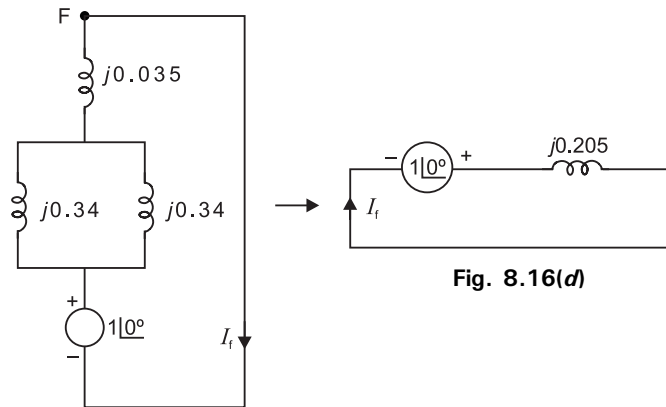 F
j0.035
j0.34
j0.34
+
1|0º
−
I_f
−
1|0º
+
j0.205
I_f
Fig. 8.16(d)